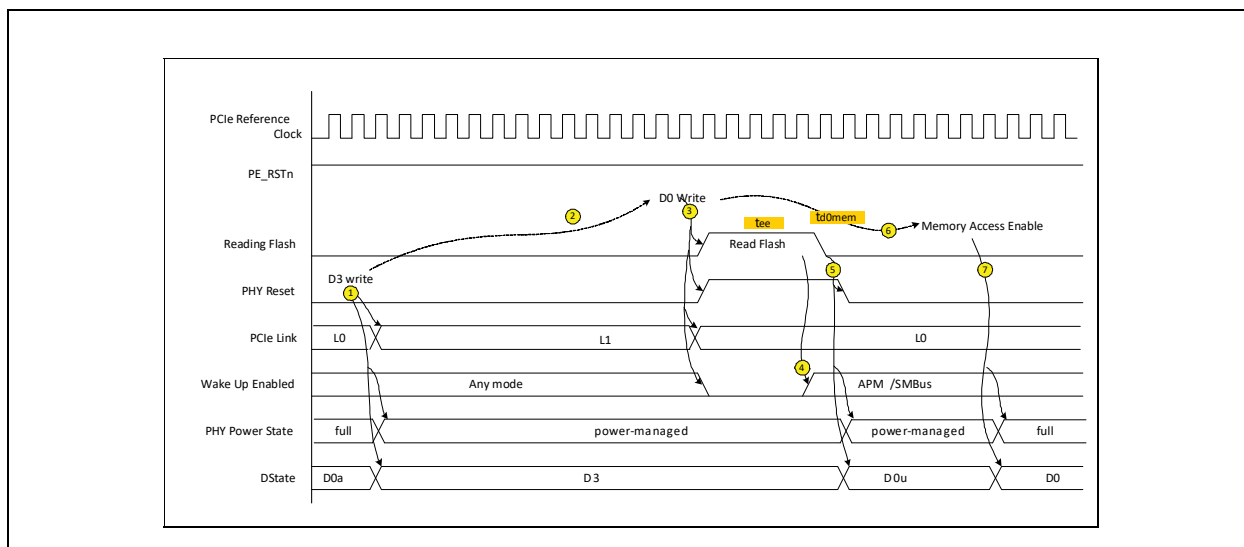 PCIe Reference
Clock
PE_RSTn
D0 Write
2
3
tee
td0mem
6
Memory Access Enable
Reading Flash
Read Flash
D3 write
5
7
1
PHY Reset
PCIe Link
L0
L1
L0
4
Wake Up Enabled
Any mode
APM /SMBus
PHY Power State
full
power-managed
power-managed
full
DState
D0a
D3
D0u
D0